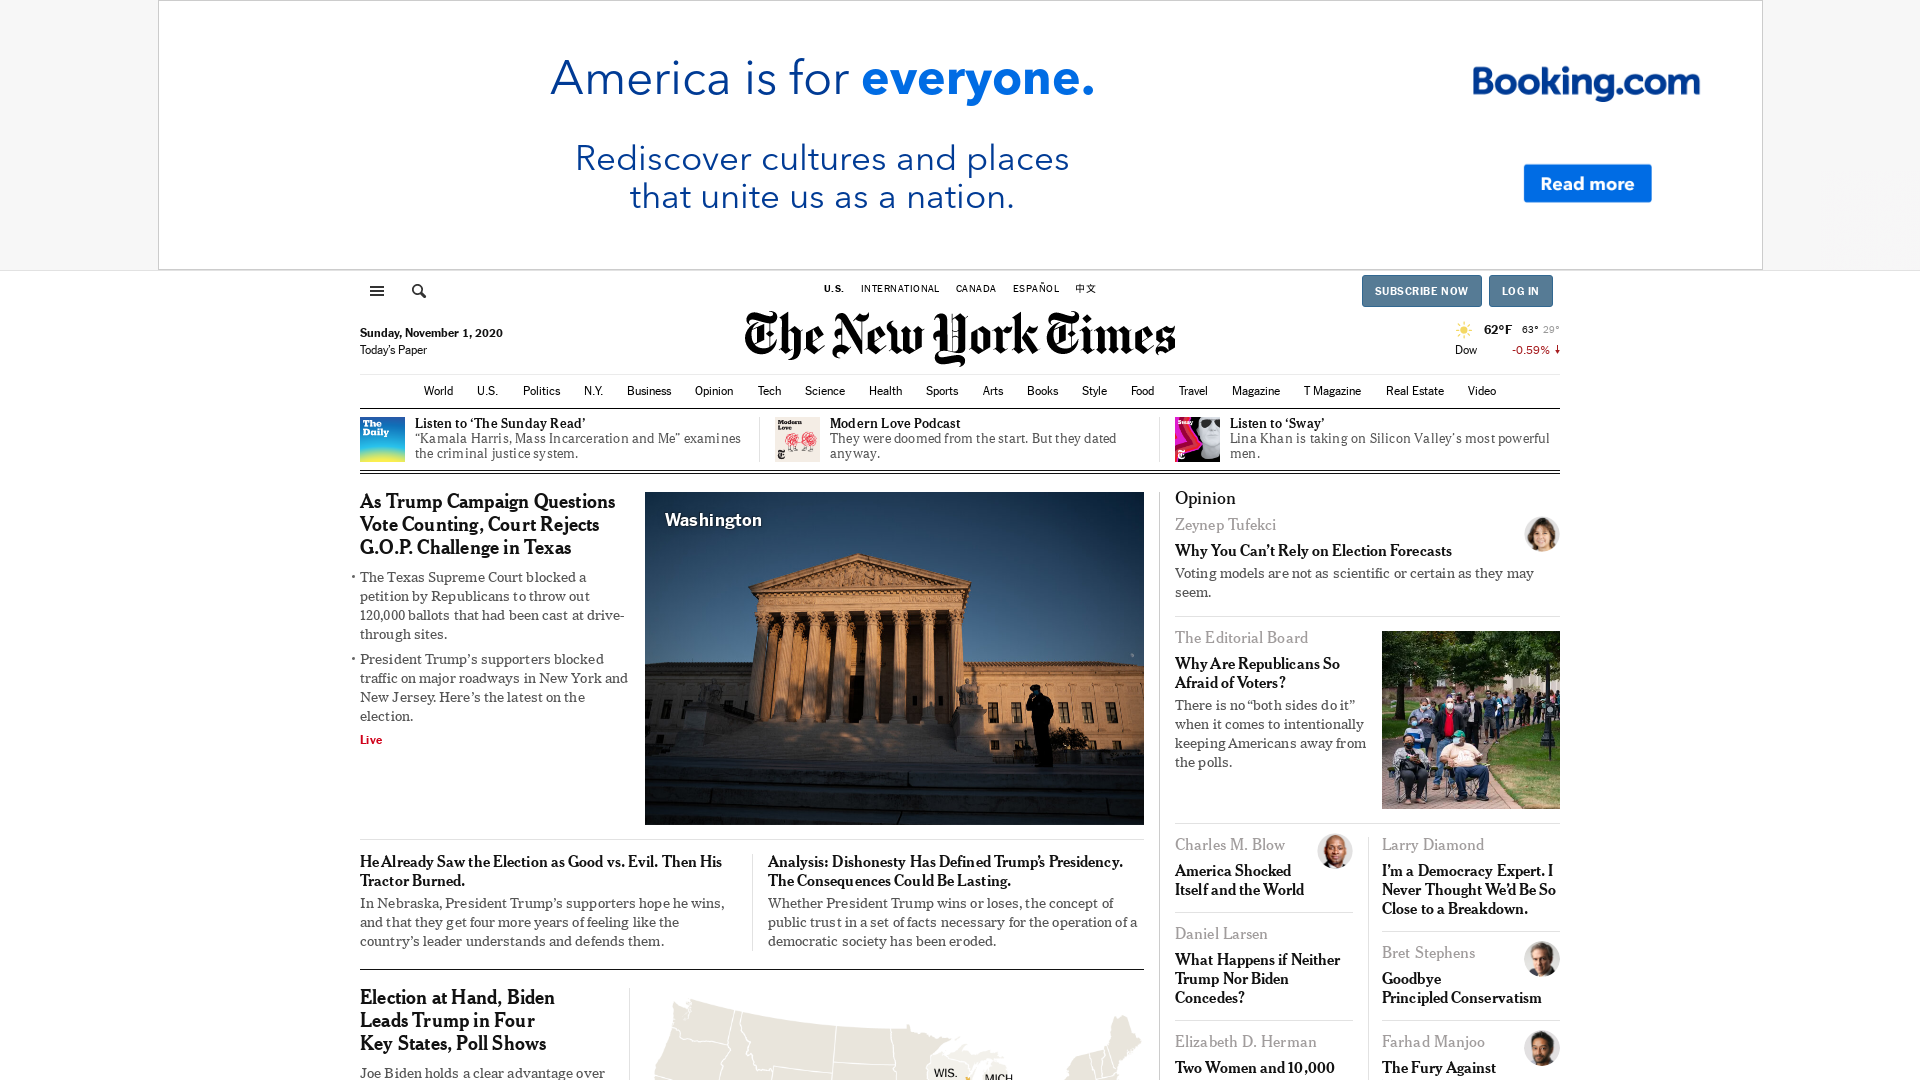 America is for everyone.
Rediscover cultures and places
that unite us as a nation.
Booking.com
Read more
U.S.
INTERNATIONAL
CANADA
ESPAÑOL
中文
SUBSCRIBE NOW
LOG IN
Sunday, November 1, 2020
Today's Paper
The New York Times
62°F 63° 29°
Dow -0.59%
World
U.S.
Politics
N.Y.
Business
Opinion
Tech
Science
Health
Sports
Arts
Books
Style
Food
Travel
Magazine
T Magazine
Real Estate
Video
The
Daily
Listen to ‘The Sunday Read’
“Kamala Harris, Mass Incarceration and Me” examines
the criminal justice system.
Modern
Love
Modern Love Podcast
They were doomed from the start. But they dated
anyway.
Sway
Listen to ‘Sway’
Lina Khan is taking on Silicon Valley’s most powerful
men.
As Trump Campaign Questions
Vote Counting, Court Rejects
G.O.P. Challenge in Texas
• The Texas Supreme Court blocked a
petition by Republicans to throw out
120,000 ballots that had been cast at drive-
through sites.
• President Trump’s supporters blocked
traffic on major roadways in New York and
New Jersey. Here’s the latest on the
election.
Live
Washington
He Already Saw the Election as Good vs. Evil. Then His
Tractor Burned.
In Nebraska, President Trump’s supporters hope he wins,
and that they get four more years of feeling like the
country’s leader understands and defends them.
Analysis: Dishonesty Has Defined Trump’s Presidency.
The Consequences Could Be Lasting.
Whether President Trump wins or loses, the concept of
public trust in a set of facts necessary for the operation of a
democratic society has been eroded.
Election at Hand, Biden
Leads Trump in Four
Key States, Poll Shows
Joe Biden holds a clear advantage over
WIS.
MICH
Opinion
Zeynep Tufekci
Why You Can’t Rely on Election Forecasts
Voting models are not as scientific or certain as they may
seem.
The Editorial Board
Why Are Republicans So
Afraid of Voters?
There is no “both sides do it”
when it comes to intentionally
keeping Americans away from
the polls.
Charles M. Blow
America Shocked
Itself and the World
Daniel Larsen
What Happens if Neither
Trump Nor Biden
Concedes?
Elizabeth D. Herman
Two Women and 10,000
Larry Diamond
I’m a Democracy Expert. I
Never Thought We’d Be So
Close to a Breakdown.
Bret Stephens
Goodbye
Principled Conservatism
Farhad Manjoo
The Fury Against